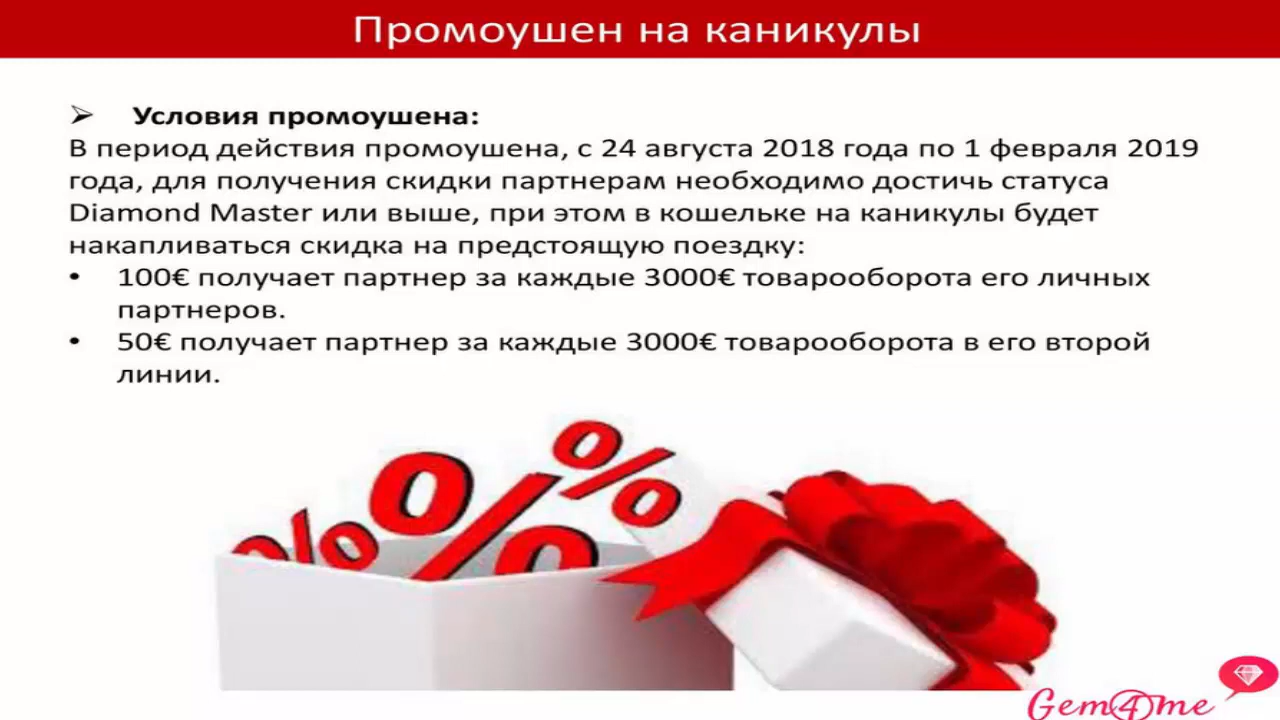 Промоушен на каникулы
Условия промоушена:
В период действия промоушена, с 24 августа 2018 года по 1 февраля 2019
года, для получения скидки партнерам необходимо достичь статуса
Diamond Master или выше, при этом в кошельке на каникулы будет
накапливаться скидка на предстоящую поездку:
• 100€ получает партнер за каждые 3000€ товарооборота его личных
партнеров.
• 50€ получает партнер за каждые 3000€ товарооборота в его второй
линии.
% % %
Gem4me